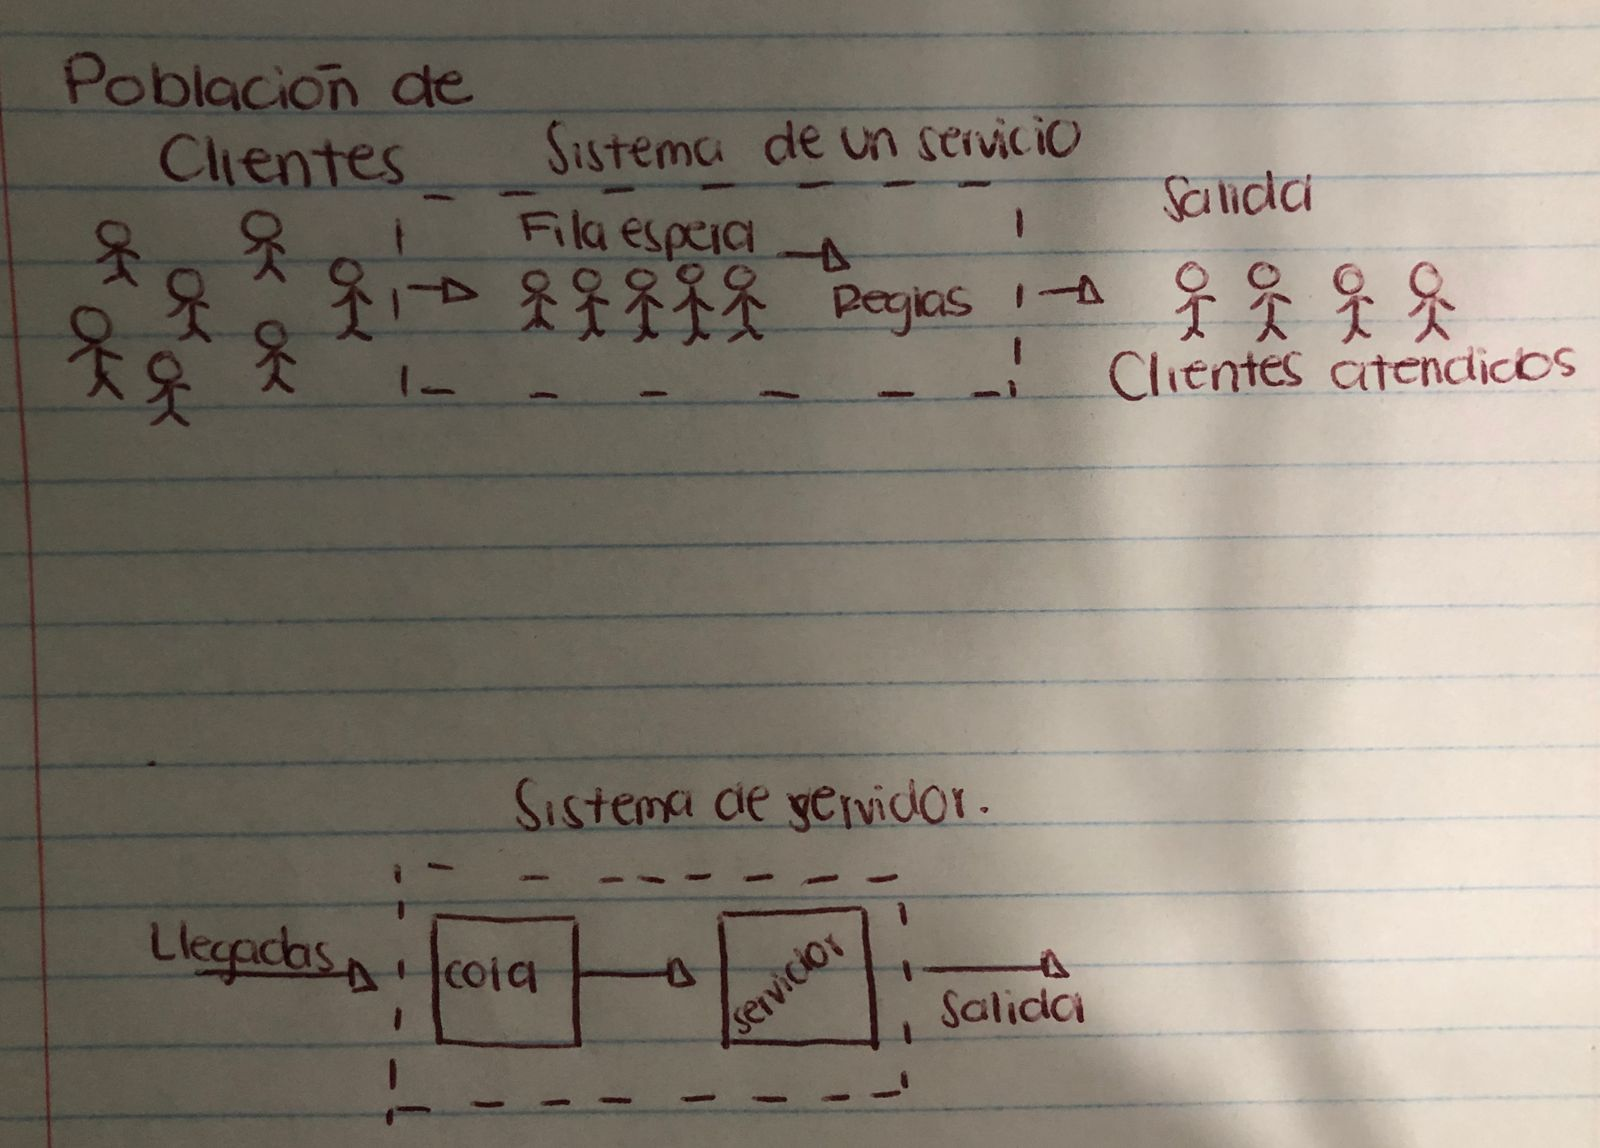 Población de
Clientes
Sistema de un servicio
Fila espera
Reglas
Salida
Clientes atendidos
Sistema de servidor.
Llegadas
cola
servidor
Salida